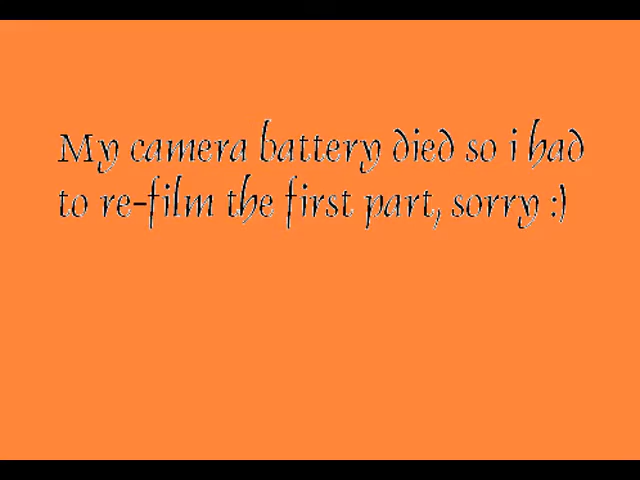 My camera battery died so i had
to re-film the first part, sorry :)